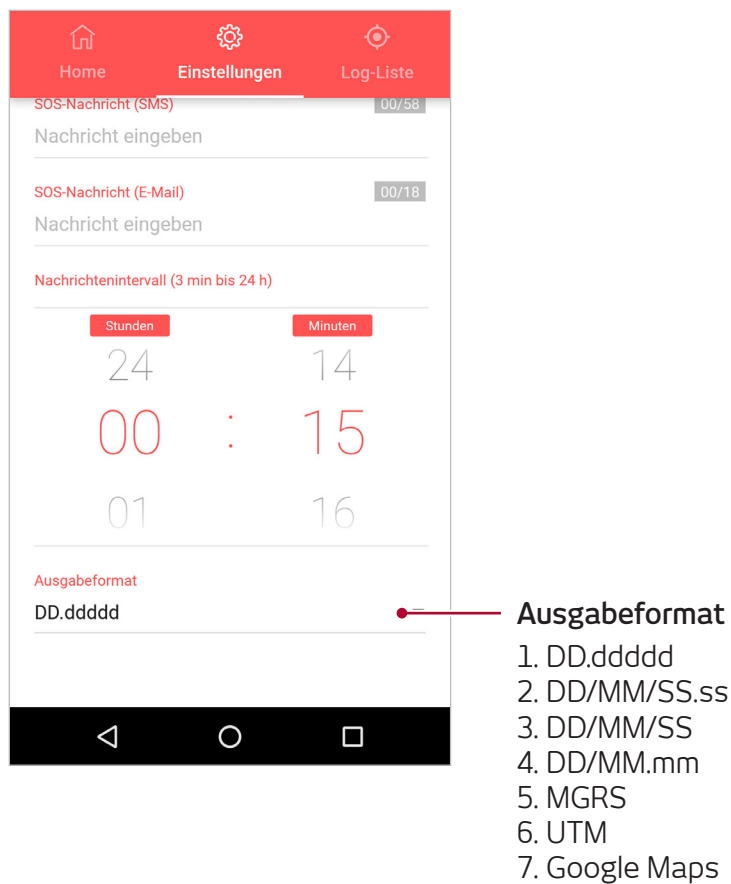 Home
Einstellungen
Log-Liste
SOS-Nachricht (SMS) 00/58
Nachricht eingeben
SOS-Nachricht (E-Mail) 00/18
Nachricht eingeben
Nachrichtenintervall (3 min bis 24 h)
Stunden Minuten
24 14
00 : 15
01 16
Ausgabeformat
DD.ddddd
Ausgabeformat
1. DD.ddddd
2. DD/MM/SS.ss
3. DD/MM/SS
4. DD/MM.mm
5. MGRS
6. UTM
7. Google Maps